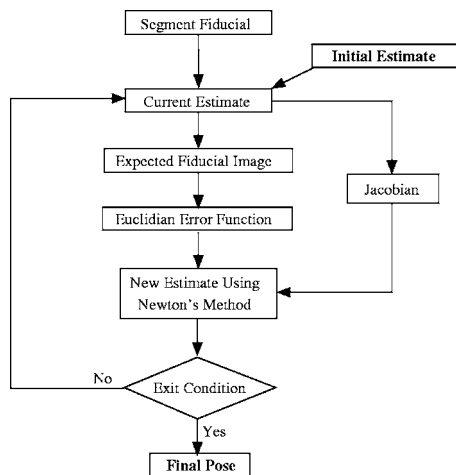 Segment Fiducial
Initial Estimate
Current Estimate
Expected Fiducial Image
Jacobian
Euclidian Error Function
New Estimate Using
Newton's Method
No
Exit Condition
Yes
Final Pose